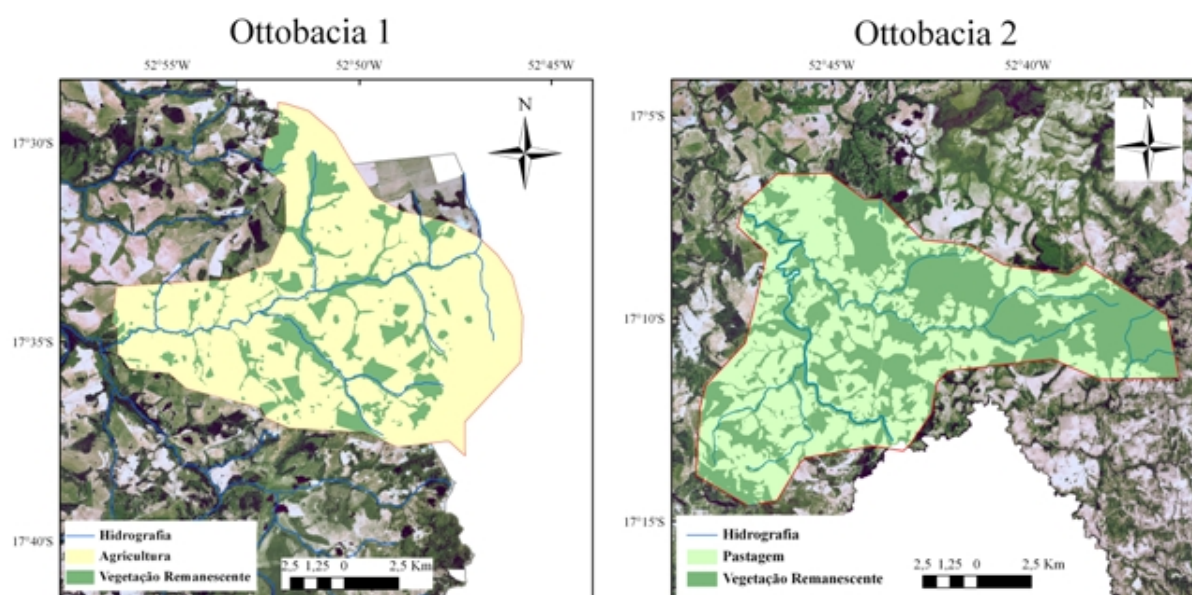 Ottobacia 1
52°55'W 52°50'W 52°45'W
N
17°30'S
17°35'S
17°40'S
Hidrografia
Agricultura
Vegetação Remanescente
2,5 1,25 0 2,5 Km
Ottobacia 2
52°45'W 52°40'W
N
17°5'S
17°10'S
17°15'S
Hidrografia
Pastagem
Vegetação Remanescente
2,5 1,25 0 2,5 Km